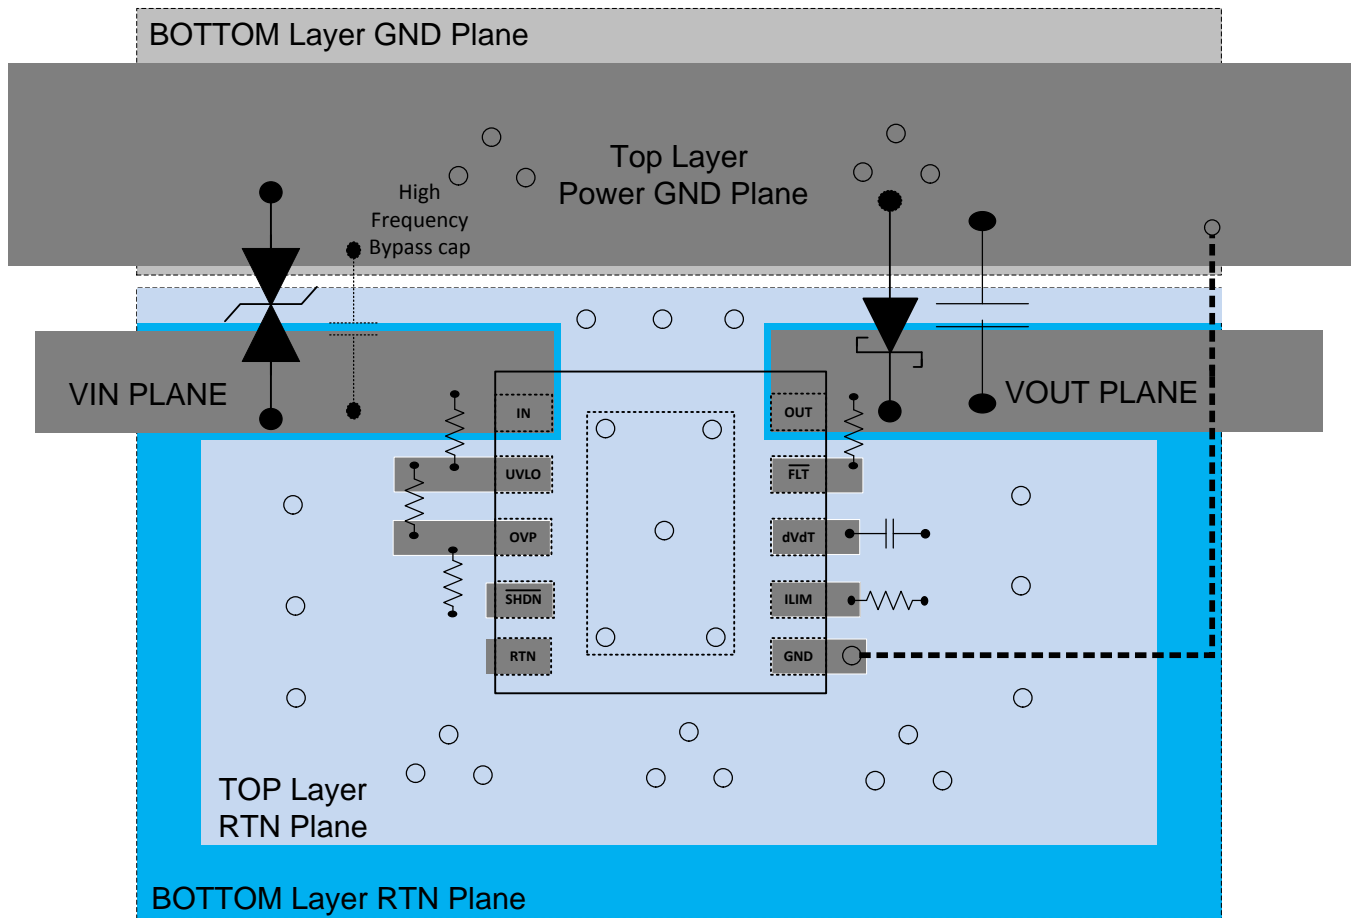 BOTTOM Layer GND Plane
Top Layer
Power GND Plane
High
Frequency
Bypass cap
VIN PLANE
VOUT PLANE
IN
OUT
UVLO
FLT
OVP
dVdT
SHDN
ILIM
RTN
GND
TOP Layer
RTN Plane
BOTTOM Layer RTN Plane